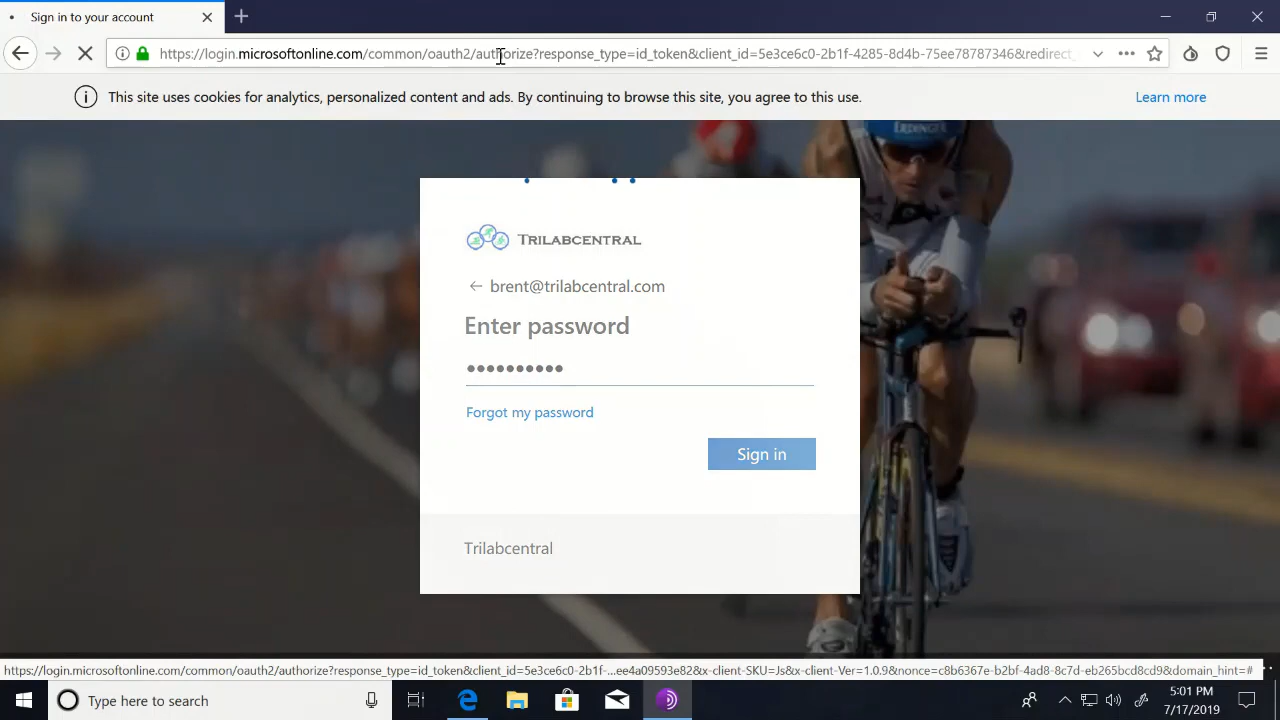 Sign in to your account
https://login.microsoftonline.com/common/oauth2/authorize?response_type=id_token&client_id=5e3ce6c0-2b1f-4285-8d4b-75ee78787346&redirect_
This site uses cookies for analytics, personalized content and ads. By continuing to browse this site, you agree to this use.
Learn more
ERDINGER
TRILABCENTRAL
brent@trilabcentral.com
Enter password
Forgot my password
Sign in
Trilabcentral
https://login.microsoftonline.com/common/oauth2/authorize?response_type=id_token&client_id=5e3ce6c0-2b1f-...ee4a09593e82&x-client-SKU=Js&x-client-Ver=1.0.9&nonce=c8b6367e-b2bf-4ad8-8c7d-eb265bcd8cd9&domain_hint=#
Type here to search
5:01 PM
7/17/2019